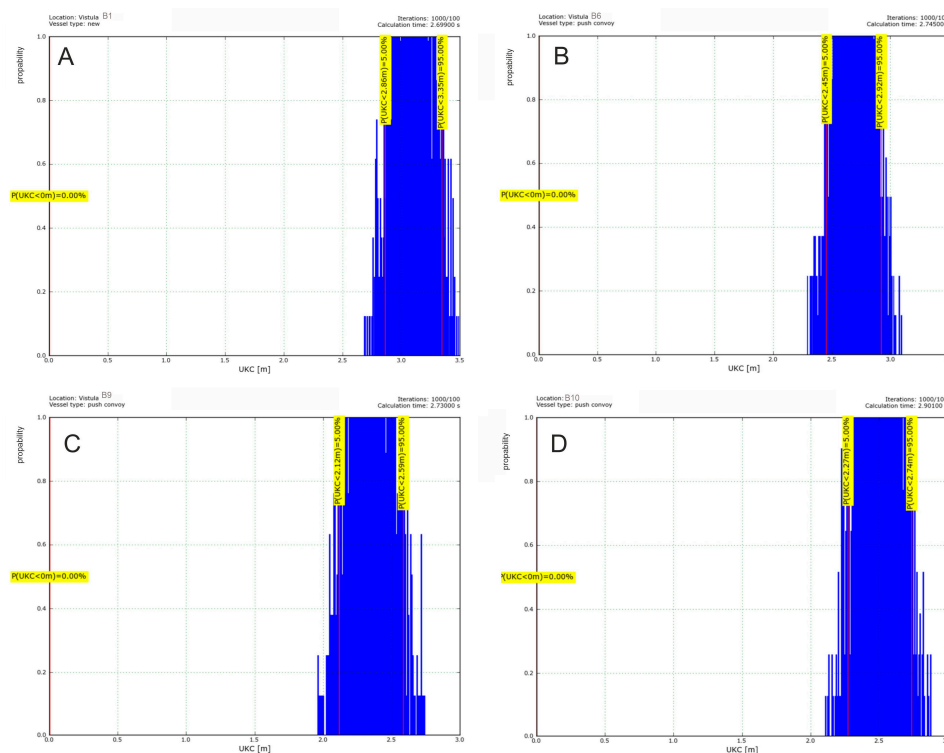 Location: Vistula B1
Vessel type: new
Iterations: 1000/100
Calculation time: 2.69900 s
A
propability
1.0
0.8
0.6
0.4
0.2
0.0
P(UKC<0m)=0.00%
P(UKC<2.86m)=5.00%
P(UKC<3.35m)=95.00%
0.0 0.5 1.0 1.5 2.0 2.5 3.0 3.5
UKC [m]
Location: Vistula B6
Vessel type: push convoy
Iterations: 1000/100
Calculation time: 2.74500
B
propability
1.0
0.8
0.6
0.4
0.2
0.0
P(UKC<0m)=0.00%
P(UKC<2.45m)=5.00%
P(UKC<2.92m)=95.00%
0.0 0.5 1.0 1.5 2.0 2.5 3.0
UKC [m]
Location: Vistula B9
Vessel type: push convoy
Iterations: 1000/100
Calculation time: 2.73000 s
C
propability
1.0
0.8
0.6
0.4
0.2
0.0
P(UKC<0m)=0.00%
P(UKC<2.12m)=5.00%
P(UKC<2.59m)=95.00%
0.0 0.5 1.0 1.5 2.0 2.5 3.0
UKC [m]
Location: Vistula B10
Vessel type: push convoy
Iterations: 1000/10
Calculation time: 2.90100
D
propability
1.0
0.8
0.6
0.4
0.2
0.0
P(UKC<0m)=0.00%
P(UKC<2.27m)=5.00%
P(UKC<2.74m)=95.00%
0.0 0.5 1.0 1.5 2.0 2.5 3.0
UKC [m]